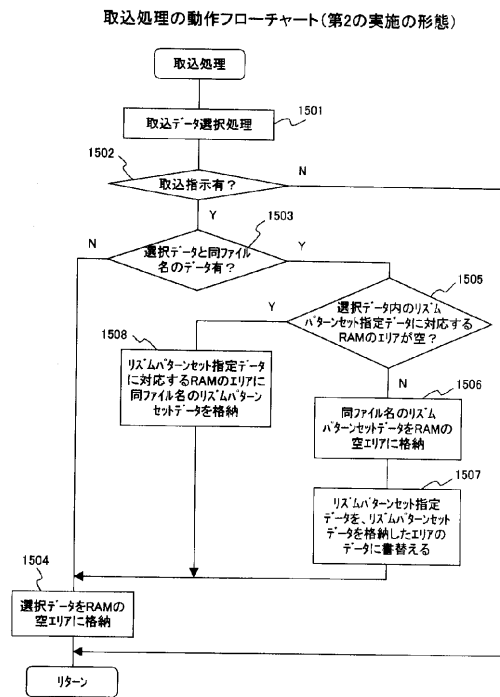 取込処理の動作フローチャート(第2の実施の形態)
取込処理
1501
取込データ選択処理
1502
取込指示有?
N
Y
1503
選択データと同ファイル
名のデータ有?
N
Y
1505
選択データ内のリズム
パターンセット指定データに対応する
RAMのエリアが空?
Y
N
1508
リズムパターンセット指定データ
に対応するRAMのエリアに
同ファイル名のリズムパターン
セットデータを格納
1506
同ファイル名のリズム
パターンセットデータをRAMの
空エリアに格納
1507
リズムパターンセット指定
データを、リズムパターンセット
データを格納したエリアの
データに書替える
1504
選択データをRAMの
空エリアに格納
リターン